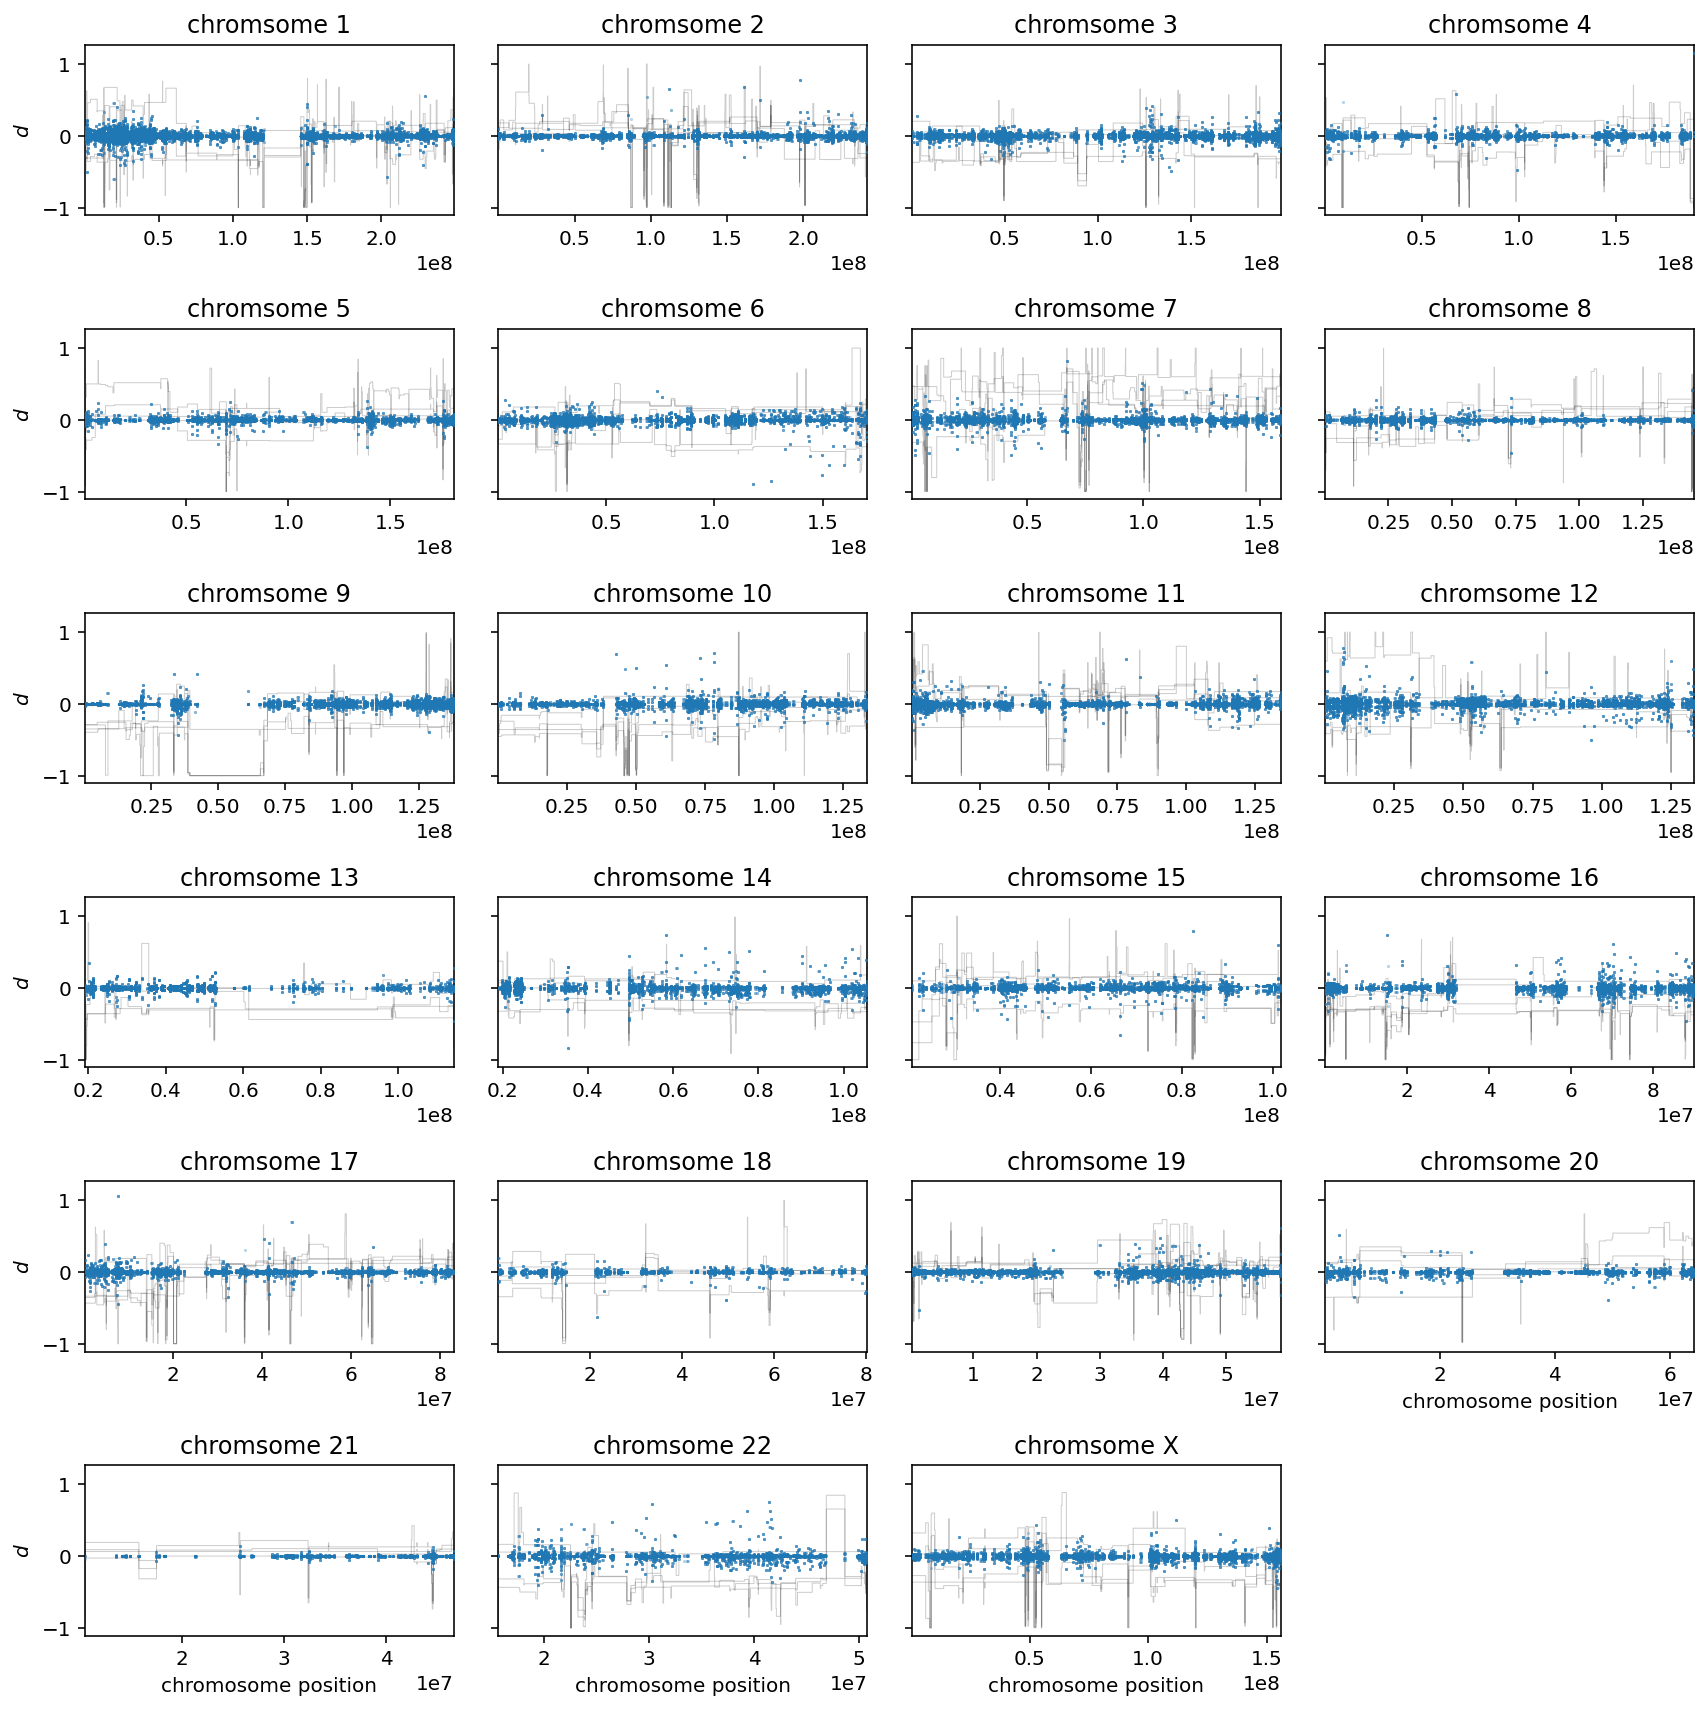 chromsome 1 chromsome 2 chromsome 3 chromsome 4
1
0
−1
d
0.5 1.0 1.5 2.0 0.5 1.0 1.5 2.0 0.5 1.0 1.5 0.5 1.0 1.5
1e8 1e8 1e8 1e8
chromsome 5 chromsome 6 chromsome 7 chromsome 8
1
0
−1
d
0.5 1.0 1.5 0.5 1.0 1.5 0.5 1.0 1.5 0.25 0.50 0.75 1.00 1.25
1e8 1e8 1e8 1e8
chromsome 9 chromsome 10 chromsome 11 chromsome 12
1
0
−1
d
0.25 0.50 0.75 1.00 1.25 0.25 0.50 0.75 1.00 1.25 0.25 0.50 0.75 1.00 1.25 0.25 0.50 0.75 1.00 1.25
1e8 1e8 1e8 1e8
chromsome 13 chromsome 14 chromsome 15 chromsome 16
1
0
−1
d
0.2 0.4 0.6 0.8 1.0 0.2 0.4 0.6 0.8 1.0 0.4 0.6 0.8 1.0 2 4 6 8
1e8 1e8 1e8 1e7
chromsome 17 chromsome 18 chromsome 19 chromsome 20
1
0
−1
d
2 4 6 8 2 4 6 8 1 2 3 4 5 2 4 6
1e7 1e7 1e7 chromosome position 1e7
chromsome 21 chromsome 22 chromsome X
1
0
−1
d
2 3 4 2 3 4 5 0.5 1.0 1.5
chromosome position 1e7 chromosome position 1e7 chromosome position 1e8